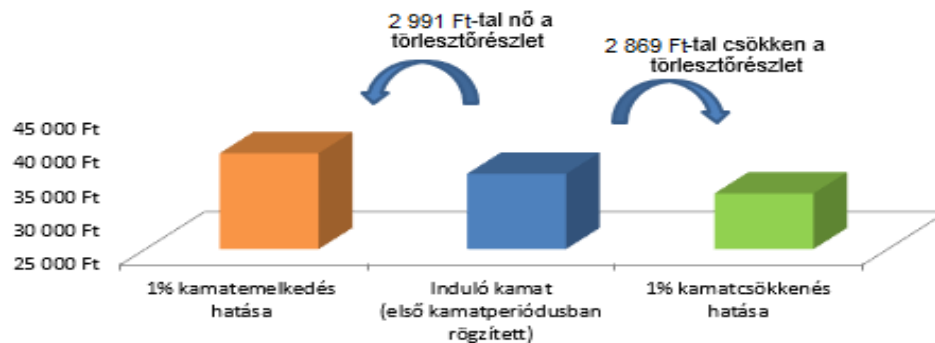 2 991 Ft-tal nő a
törlesztőrészlet
2 869 Ft-tal csökken a
törlesztőrészlet
45 000 Ft
40 000 Ft
35 000 Ft
30 000 Ft
25 000 Ft
1% kamatemelkedés
hatása
Induló kamat
(első kamatperiódusban
rögzített)
1% kamatcsökkenés
hatása